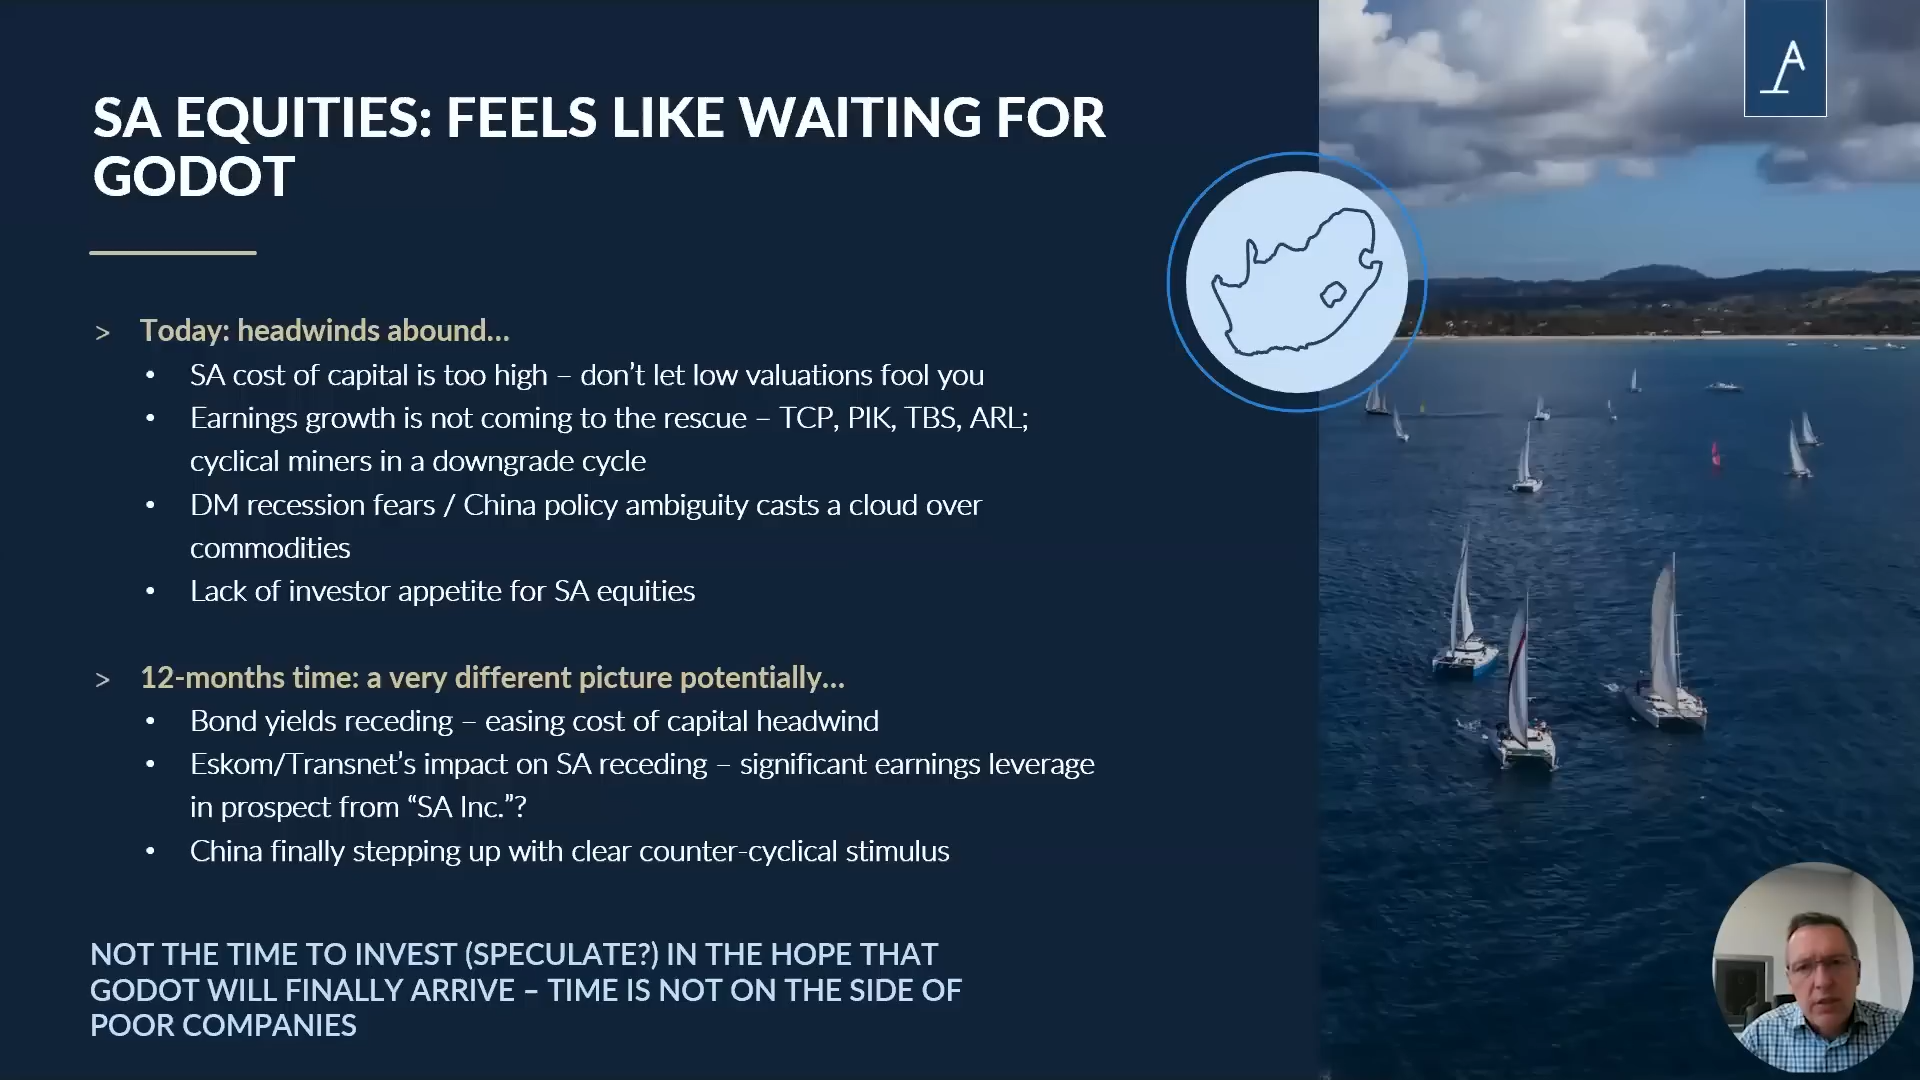 SA EQUITIES: FEELS LIKE WAITING FOR
GODOT
> Today: headwinds abound...
• SA cost of capital is too high – don’t let low valuations fool you
• Earnings growth is not coming to the rescue – TCP, PIK, TBS, ARL;
cyclical miners in a downgrade cycle
• DM recession fears / China policy ambiguity casts a cloud over
commodities
• Lack of investor appetite for SA equities
> 12-months time: a very different picture potentially...
• Bond yields receding – easing cost of capital headwind
• Eskom/Transnet’s impact on SA receding – significant earnings leverage
in prospect from “SA Inc.”?
• China finally stepping up with clear counter-cyclical stimulus
NOT THE TIME TO INVEST (SPECULATE?) IN THE HOPE THAT
GODOT WILL FINALLY ARRIVE – TIME IS NOT ON THE SIDE OF
POOR COMPANIES